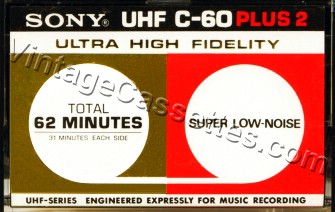 SONY UHF C-60 PLUS 2
ULTRA HIGH FIDELITY
TOTAL
62 MINUTES
31 MINUTES EACH SIDE
SUPER LOW-NOISE
VintageCassettes.com
UHF-SERIES ENGINEERED EXPRESSLY FOR MUSIC RECORDING